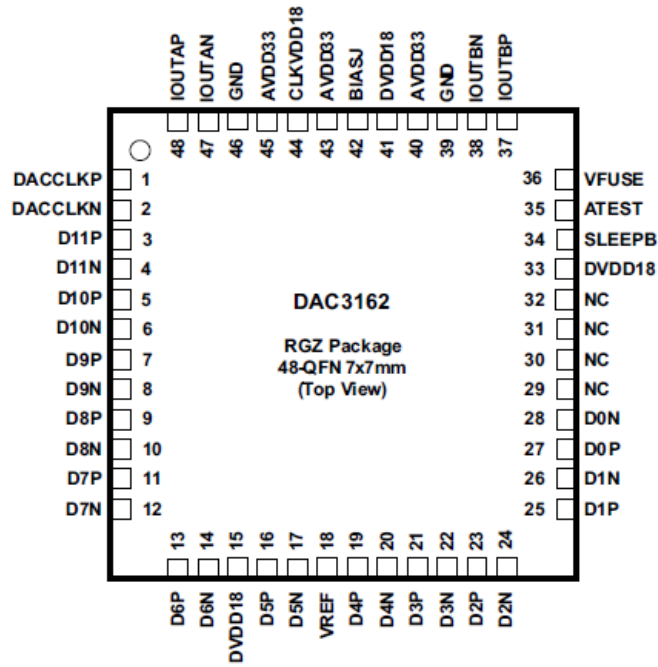 IOUTAP
IOUTAN
GND
AVDD33
CLKVDD18
AVDD33
BIASJ
DVDD18
AVDD33
GND
IOUTBN
IOUTBP
48
47
46
45
44
43
42
41
40
39
38
37
DACCLKP 1
DACCLKN 2
D11P 3
D11N 4
D10P 5
D10N 6
D9P 7
D9N 8
D8P 9
D8N 10
D7P 11
D7N 12
DAC3162
RGZ Package
48-QFN 7x7mm
(Top View)
36 VFUSE
35 ATEST
34 SLEEPB
33 DVDD18
32 NC
31 NC
30 NC
29 NC
28 D0N
27 D0P
26 D1N
25 D1P
13
14
15
16
17
18
19
20
21
22
23
24
D6P
D6N
DVDD18
D5P
D5N
VREF
D4P
D4N
D3P
D3N
D2P
D2N